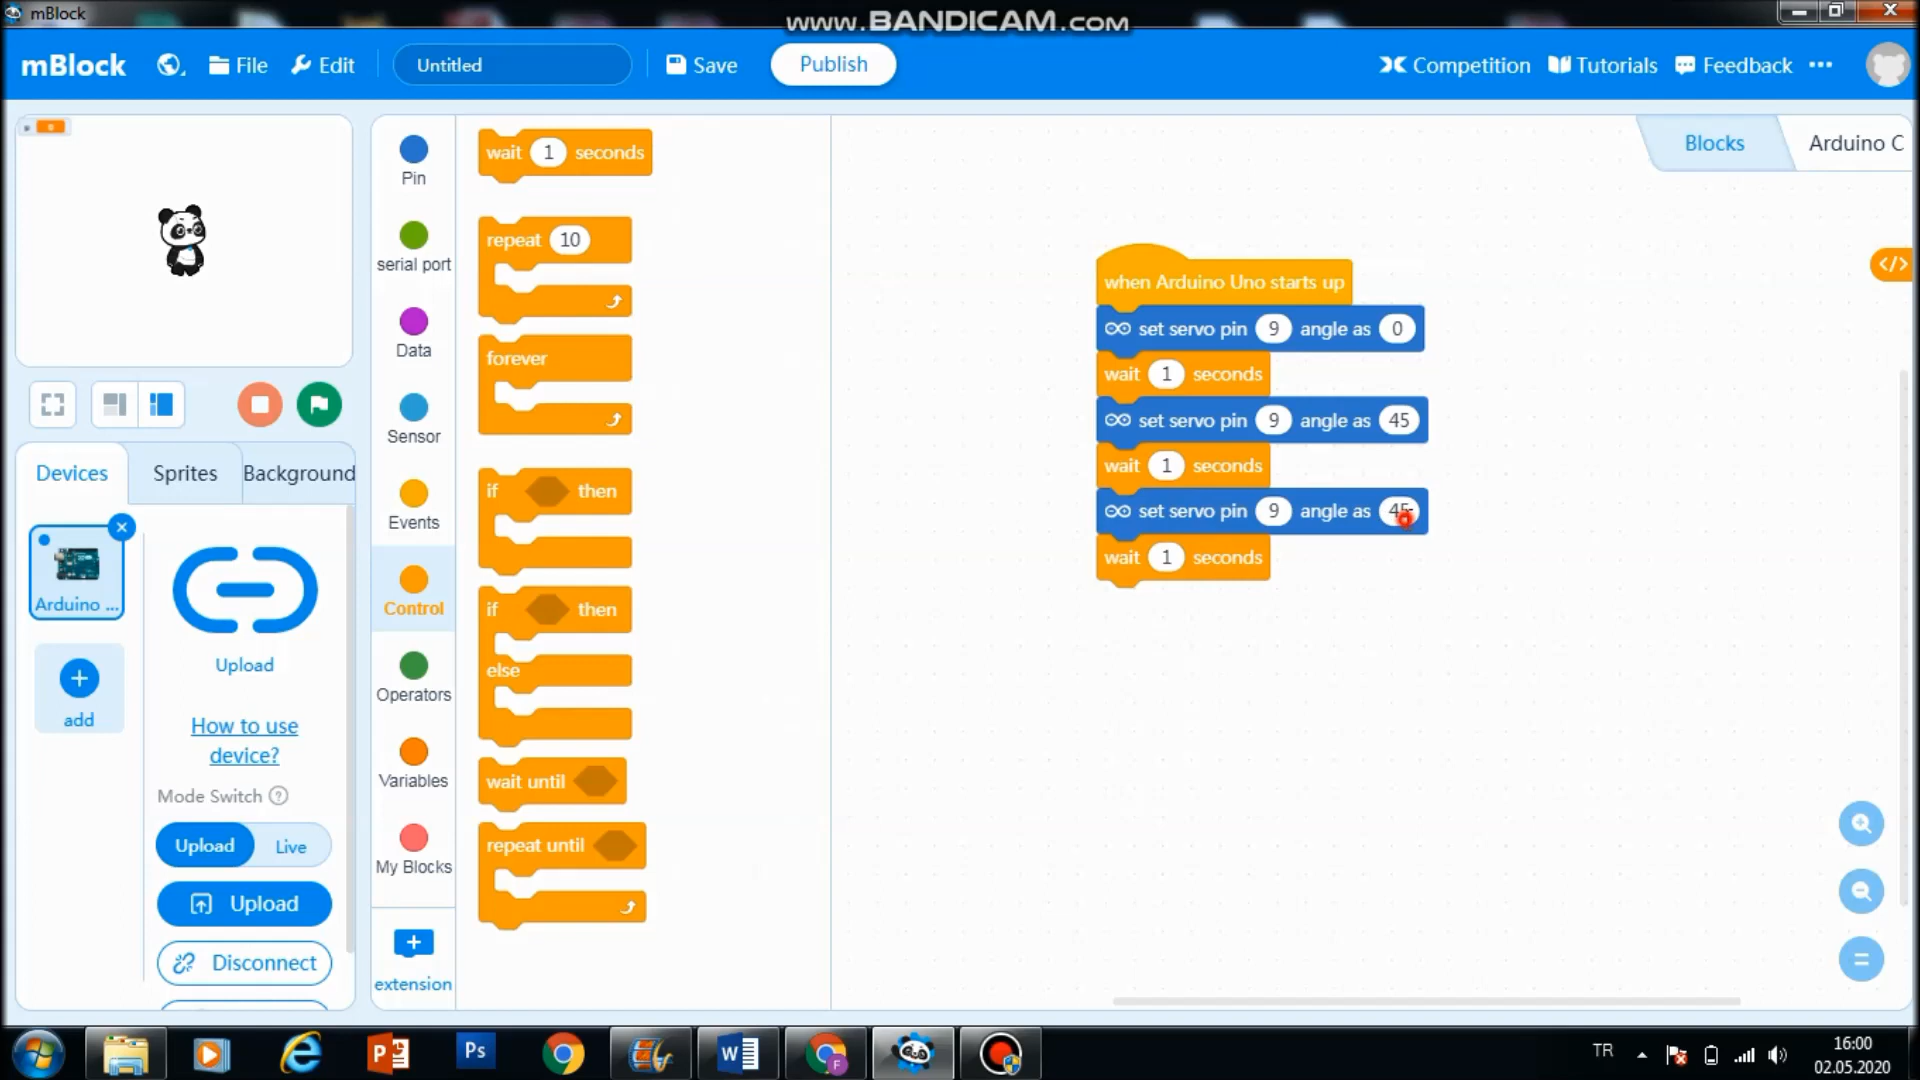 mBlock
www.BANDICAM.com
mBlock
File
Edit
Untitled
Save
Publish
Competition
Tutorials
Feedback
Blocks
Arduino C
Pin
serial port
Data
Sensor
Events
Control
Operators
Variables
My Blocks
extension
wait 1 seconds
repeat 10
forever
if then
if then
else
wait until
repeat until
when Arduino Uno starts up
set servo pin 9 angle as 0
wait 1 seconds
set servo pin 9 angle as 45
wait 1 seconds
set servo pin 9 angle as 45
wait 1 seconds
Devices
Sprites
Background
Arduino ...
add
Upload
How to use
device?
Mode Switch ?
Upload
Live
Upload
Disconnect
Ps
TR
16:00
02.05.2020